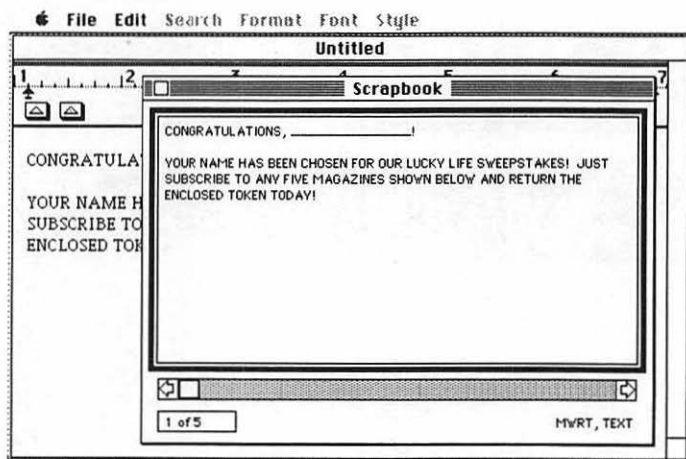 File Edit Search Format Font Style
Untitled
1 2 3 4 5 6 7
Scrapbook
CONGRATULATIONS, ____________________!
YOUR NAME HAS BEEN CHOSEN FOR OUR LUCKY LIFE SWEEPSTAKES! JUST
SUBSCRIBE TO ANY FIVE MAGAZINES SHOWN BELOW AND RETURN THE
ENCLOSED TOKEN TODAY!
CONGRATULA
YOUR NAME H
SUBSCRIBE TO
ENCLOSED TOK
1 of 5
MWRT, TEXT